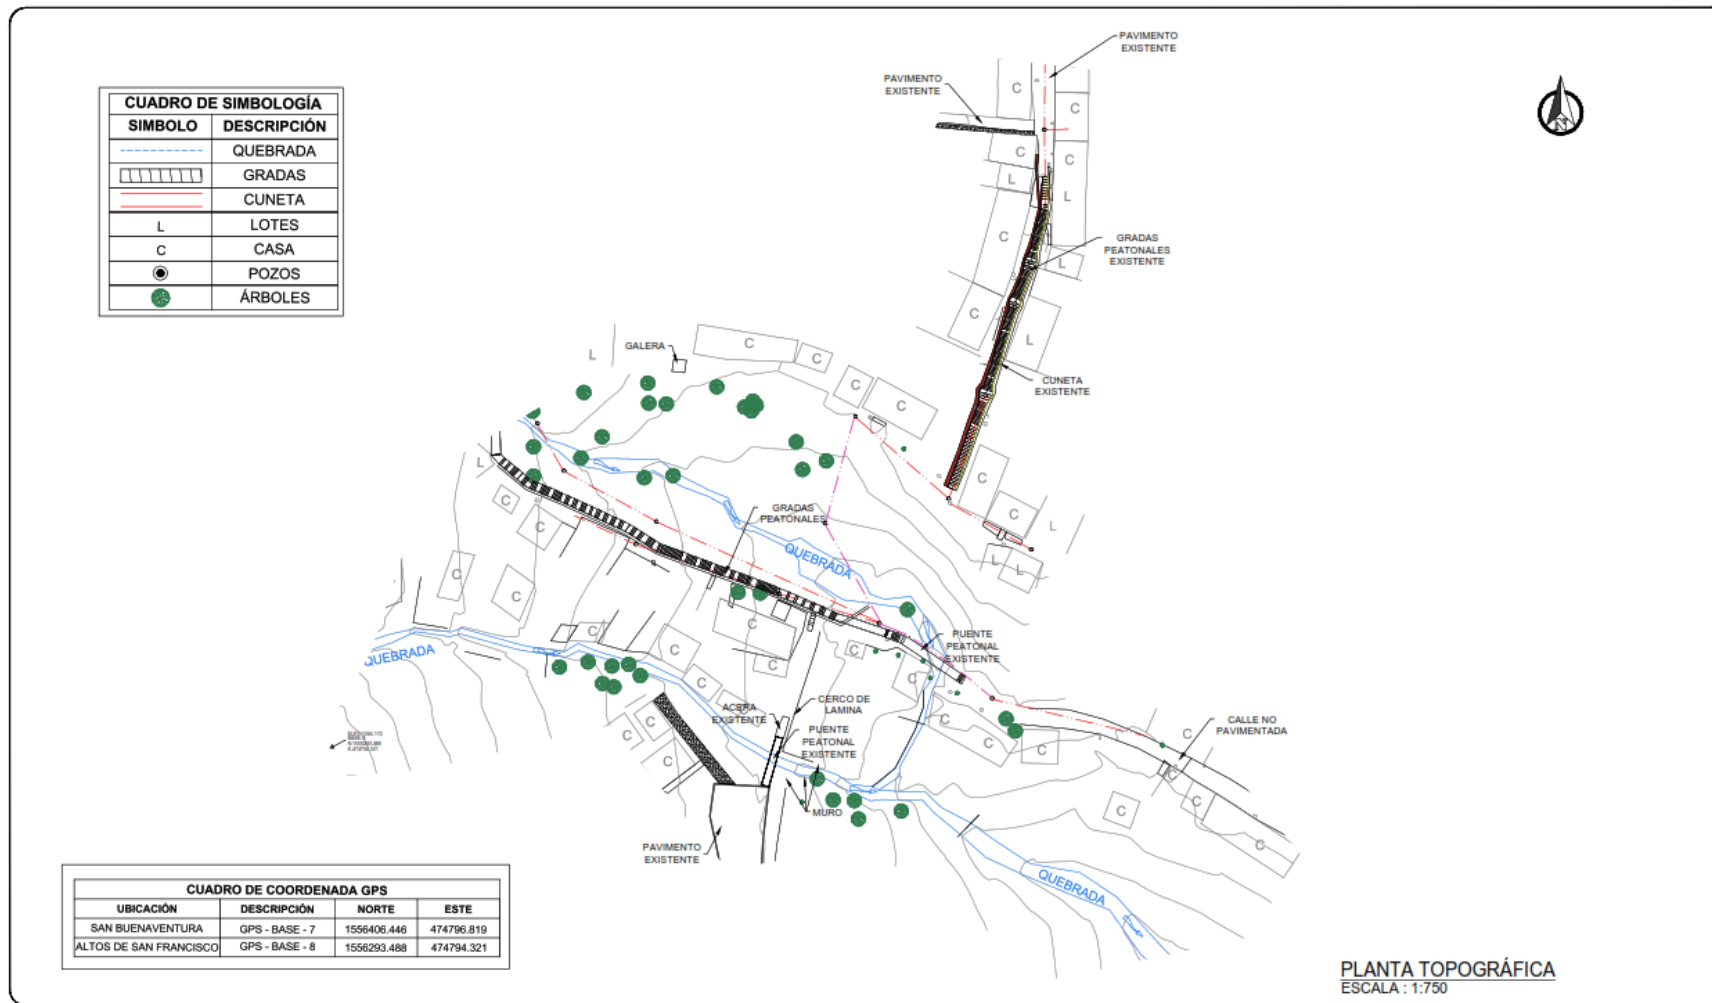 CUADRO DE SIMBOLOGÍA
SIMBOLO DESCRIPCIÓN
QUEBRADA
GRADAS
CUNETA
L LOTES
C CASA
POZOS
ÁRBOLES
PAVIMENTO
EXISTENTE
PAVIMENTO
EXISTENTE
N
C
C
C
C
L
L
C
GRADAS
PEATONALES
EXISTENTE
L
C
L
CUNETA
EXISTENTE
GALERA
L
C
C
C
C
L
C
C
C
C
L
L
L
GRADAS
PEATONALES
QUEBRADA
C
C
C
C
C
C
C
C
QUEBRADA
PUENTE
PEATONAL
EXISTENTE
C
C
C
C
ACERA
EXISTENTE
CERCO DE
LAMINA
PUENTE
PEATONAL
EXISTENTE
C
C
C
C
C
CALLE NO
PAVIMENTADA
C
C
C
C
C
MURO
PAVIMENTO
EXISTENTE
QUEBRADA
CUADRO DE COORDENADA GPS
UBICACIÓN DESCRIPCIÓN NORTE ESTE
SAN BUENAVENTURA GPS - BASE - 7 1556406.446 474796.819
ALTOS DE SAN FRANCISCO GPS - BASE - 8 1556293.488 474794.321
PLANTA TOPOGRÁFICA
ESCALA : 1:750